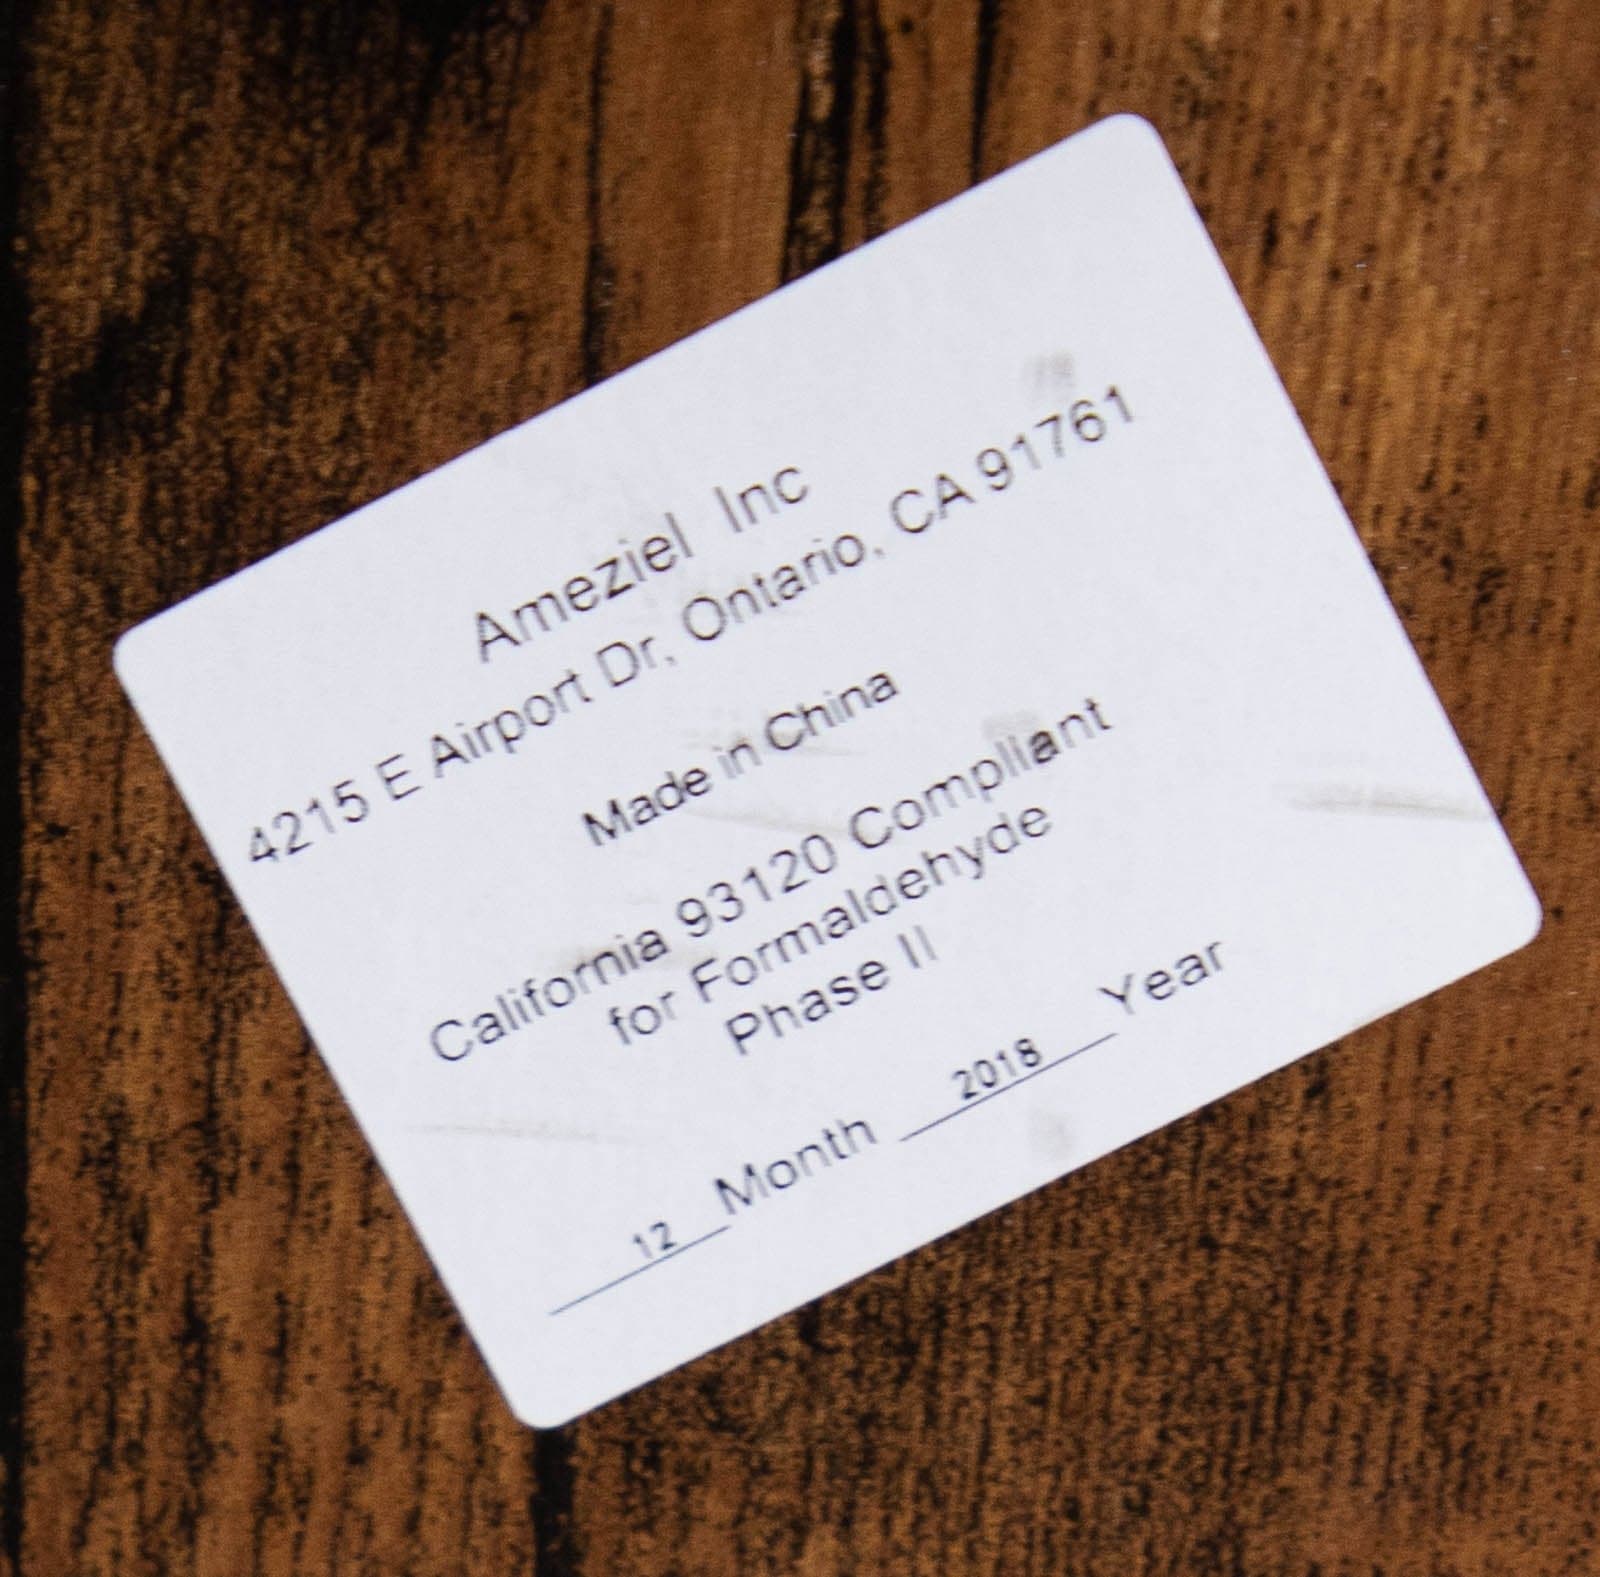 Ameziel Inc
4215 E Airport Dr, Ontario, CA 91761
Made in China
California 93120 Compliant
for Formaldehyde
Phase II
12 Month 2018 Year